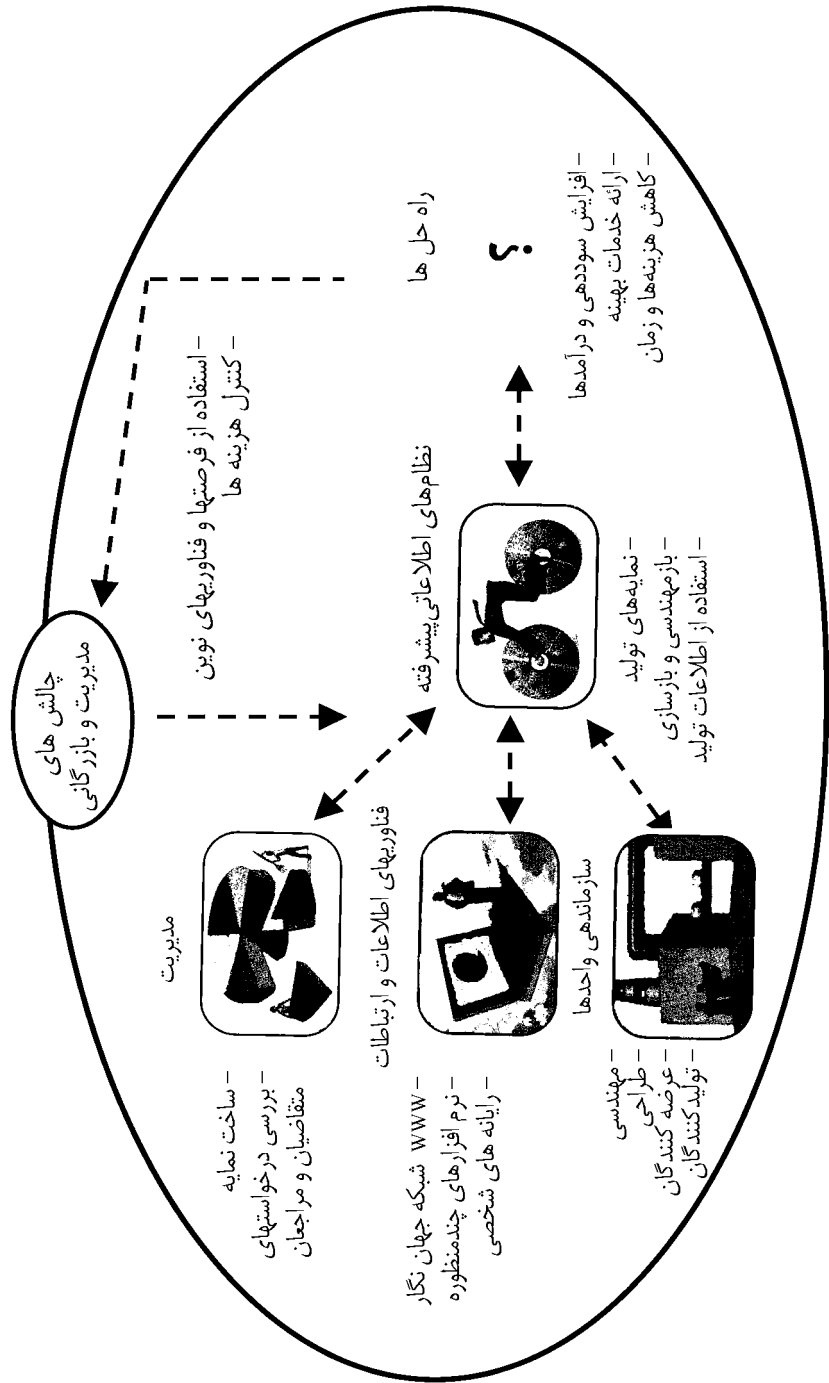 چالش های
مدیریت و بازرگانی
- استفاده از فرصتها و فناوریهای نوین
- کنترل هزینه ها
مدیریت
- ساخت نمایه
- بررسی درخواستهای
متقاضیان و مراجعان
نظام‌های اطلاعاتی پیشرفته
راه حل ها
؟
فناوریهای اطلاعات و ارتباطات
- WWW شبکه جهان نگار
- نرم افزارهای چندمنظوره
- رایانه های شخصی
- نمایه‌های تولید
- بازمهندسی و بازسازی
- استفاده از اطلاعات تولید
- افزایش سوددهی و درآمدها
- ارائه خدمات بهینه
- کاهش هزینه‌ها و زمان
سازماندهی واحدها
- مهندسی
- طراحی
- عرضه کنندگان
- تولیدکنندگان